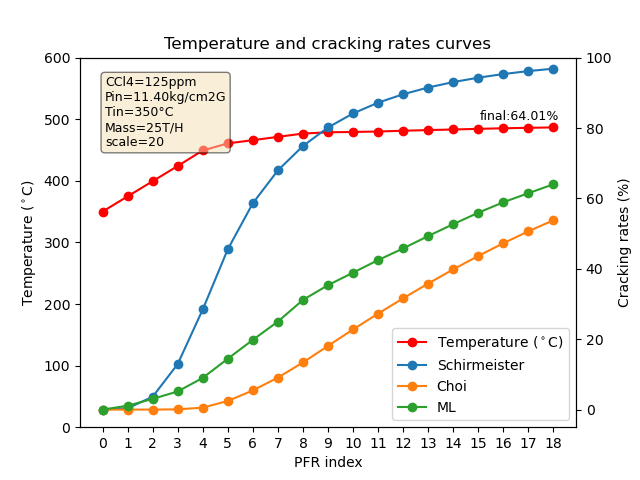 Temperature and cracking rates curves
600
500
400
300
200
100
0
Temperature (°C)
CCl4=125ppm
Pin=11.40kg/cm2G
Tin=350°C
Mass=25T/H
scale=20
final:64.01%
100
80
60
40
20
0
Cracking rates (%)
Temperature (°C)
Schirmeister
Choi
ML
0 1 2 3 4 5 6 7 8 9 10 11 12 13 14 15 16 17 18
PFR index